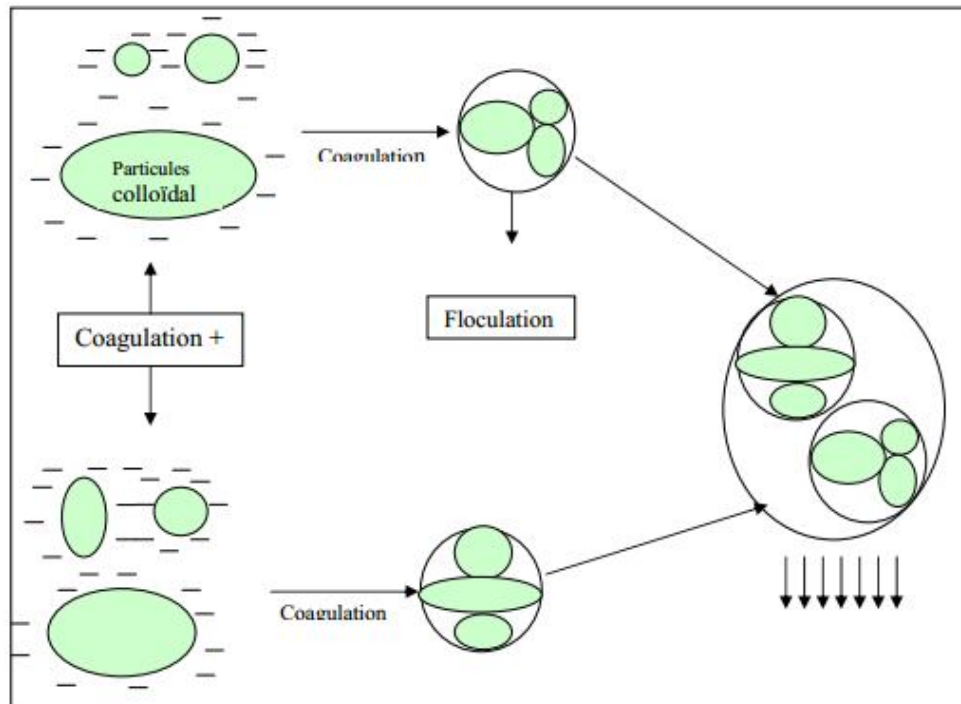 Particules
colloïdal
Coagulation
Coagulation +
Floculation
Coagulation